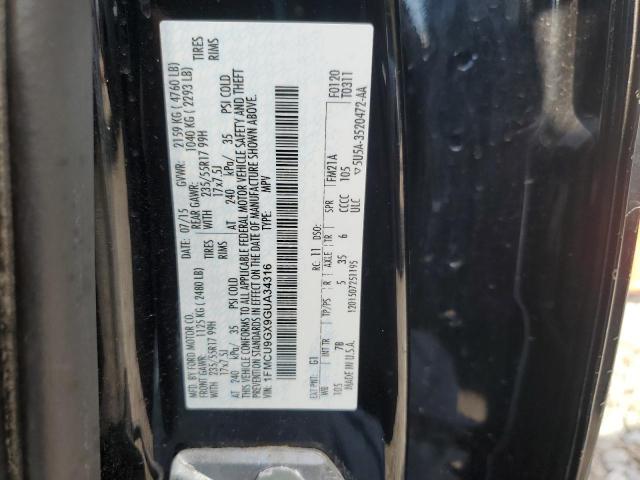 MFD. BY FORD MOTOR CO. DATE: 07/15 GVWR: 2159 KG ( 4760 LB)
FRONT GAWR: 1125 KG ( 2480 LB) REAR GAWR: 1040 KG ( 2293 LB)
WITH 235/55R17 99H TIRES WITH 235/55R17 99H TIRES
17x7.5J RIMS 17x7.5J RIMS
AT 240 kPa/ 35 PSI COLD AT 240 kPa/ 35 PSI COLD
THIS VEHICLE CONFORMS TO ALL APPLICABLE FEDERAL MOTOR VEHICLE SAFETY AND THEFT
PREVENTION STANDARDS IN EFFECT ON THE DATE OF MANUFACTURE SHOWN ABOVE.
VIN: 1FMCU9GX9GUA34316 TYPE: MPV
F0120
T0311
EXT PNT: G1 RC: 11 DSO: FM21A
WB INT TR TP/PS R AXLE TR SPR 105
105 7B 5 35 6 CCCC
MADE IN U.S.A. ULC
1201507251195 ▽5U5A-3520472-AA